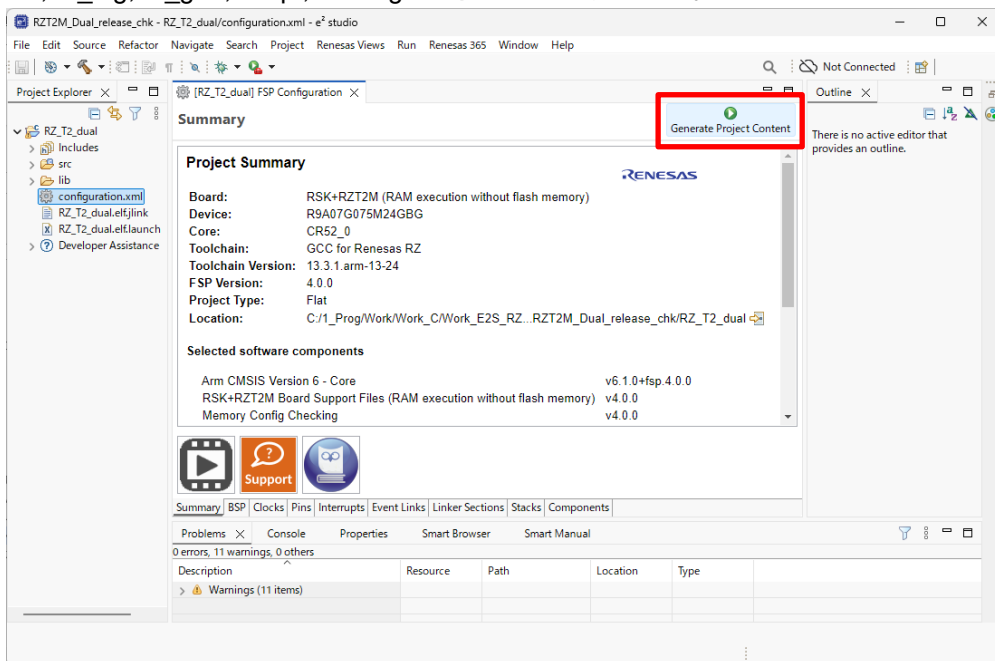 RZT2M_Dual_release_chk - RZ_T2_dual/configuration.xml - e² studio
File Edit Source Refactor Navigate Search Project Renesas Views Run Renesas 365 Window Help
Not Connected
Project Explorer
[RZ_T2_dual] FSP Configuration
Outline
RZ_T2_dual
Includes
src
lib
configuration.xml
RZ_T2_dual.elf.jlink
RZ_T2_dual.elf.launch
Developer Assistance
Summary
Generate Project Content
There is no active editor that
provides an outline.
Project Summary
RENESAS
Board: RSK+RZT2M (RAM execution without flash memory)
Device: R9A07G075M24GBG
Core: CR52_0
Toolchain: GCC for Renesas RZ
Toolchain Version: 13.3.1.arm-13-24
FSP Version: 4.0.0
Project Type: Flat
Location: C:/1_Prog/Work/Work_C/Work_E2S_RZ...RZT2M_Dual_release_chk/RZ_T2_dual
Selected software components
Arm CMSIS Version 6 - Core v6.1.0+fsp.4.0.0
RSK+RZT2M Board Support Files (RAM execution without flash memory) v4.0.0
Memory Config Checking v4.0.0
Support
Summary BSP Clocks Pins Interrupts Event Links Linker Sections Stacks Components
Problems Console Properties Smart Browser Smart Manual
0 errors, 11 warnings, 0 others
Description Resource Path Location Type
Warnings (11 items)